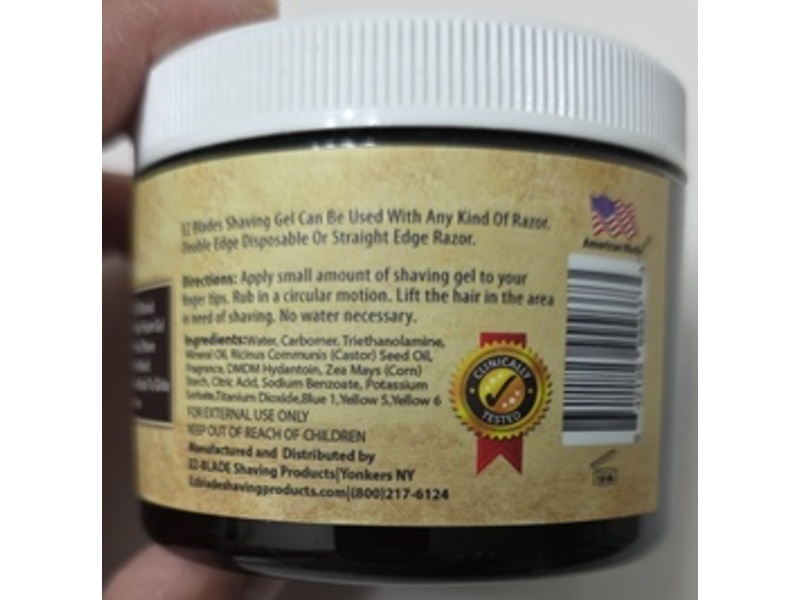 EZ Blades Shaving Gel Can Be Used With Any Kind Of Razor.
Double Edge Disposable Or Straight Edge Razor.
American Made
Directions: Apply small amount of shaving gel to your
finger tips. Rub in a circular motion. Lift the hair in the area
in need of shaving. No water necessary.
Ingredients:Water, Carbomer, Triethanolamine,
Mineral Oil, Ricinus Communis (Castor) Seed Oil,
Fragrance, DMDM Hydantoin, Zea Mays (Corn)
Starch, Citric Acid, Sodium Benzoate, Potassium
Sorbate,Titanium Dioxide,Blue 1,Yellow 5,Yellow 6
FOR EXTERNAL USE ONLY
KEEP OUT OF REACH OF CHILDREN
Manufactured and Distributed by
EZ-BLADE Shaving Products|Yonkers NY
Ezbladeshavingproducts.com|(800)217-6124
CLINICALLY
TESTED